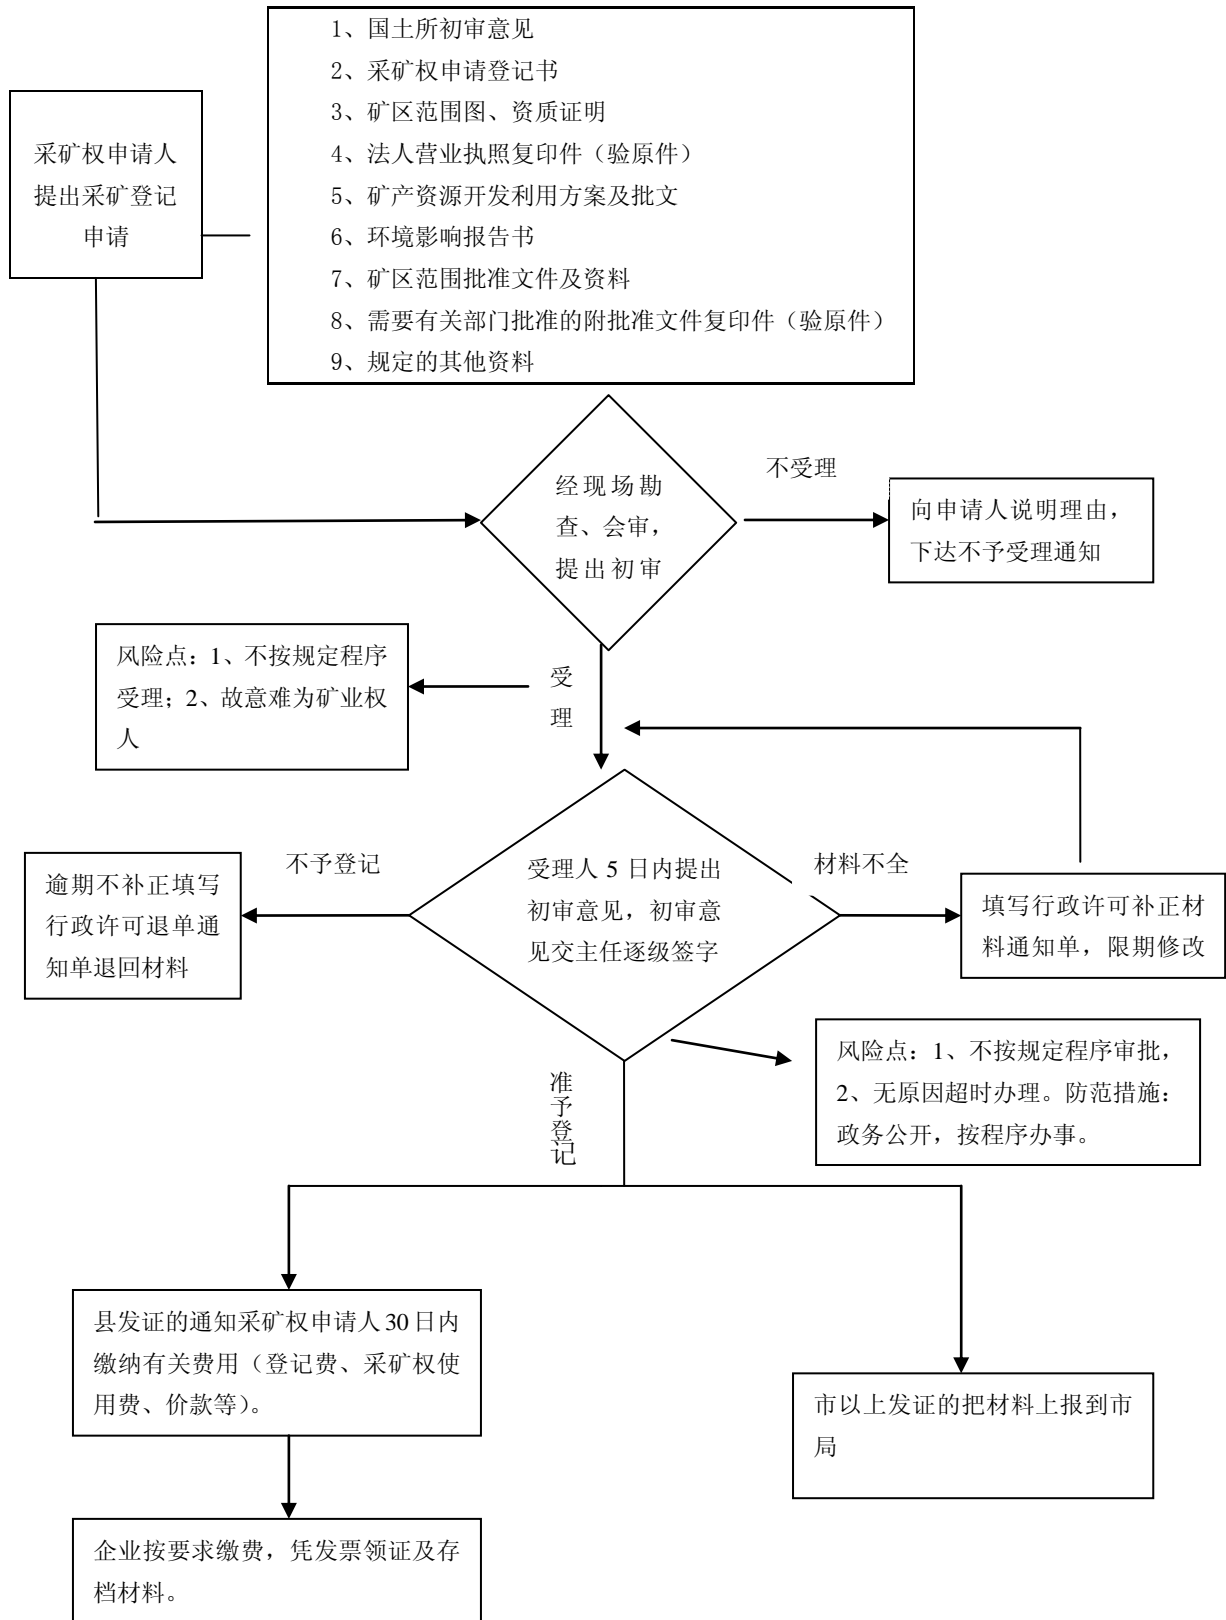 1、国土所初审意见
2、采矿权申请登记书
3、矿区范围图、资质证明
4、法人营业执照复印件（验原件）
5、矿产资源开发利用方案及批文
6、环境影响报告书
7、矿区范围批准文件及资料
8、需要有关部门批准的附批准文件复印件（验原件）
9、规定的其他资料
采矿权申请人
提出采矿登记
申请
经现场勘
查、会审，
提出初审
不受理
向申请人说明理由，
下达不予受理通知
风险点：1、不按规定程序
受理；2、故意难为矿业权
人
受
理
不予登记
逾期不补正填写
行政许可退单通
知单退回材料
受理人 5 日内提出
初审意见，初审意
见交主任逐级签字
材料不全
填写行政许可补正材
料通知单，限期修改
风险点：1、不按规定程序审批，
2、无原因超时办理。防范措施：
政务公开，按程序办事。
准
予
登
记
县发证的通知采矿权申请人 30 日内
缴纳有关费用（登记费、采矿权使
用费、价款等）。
市以上发证的把材料上报到市
局
企业按要求缴费，凭发票领证及存
档材料。